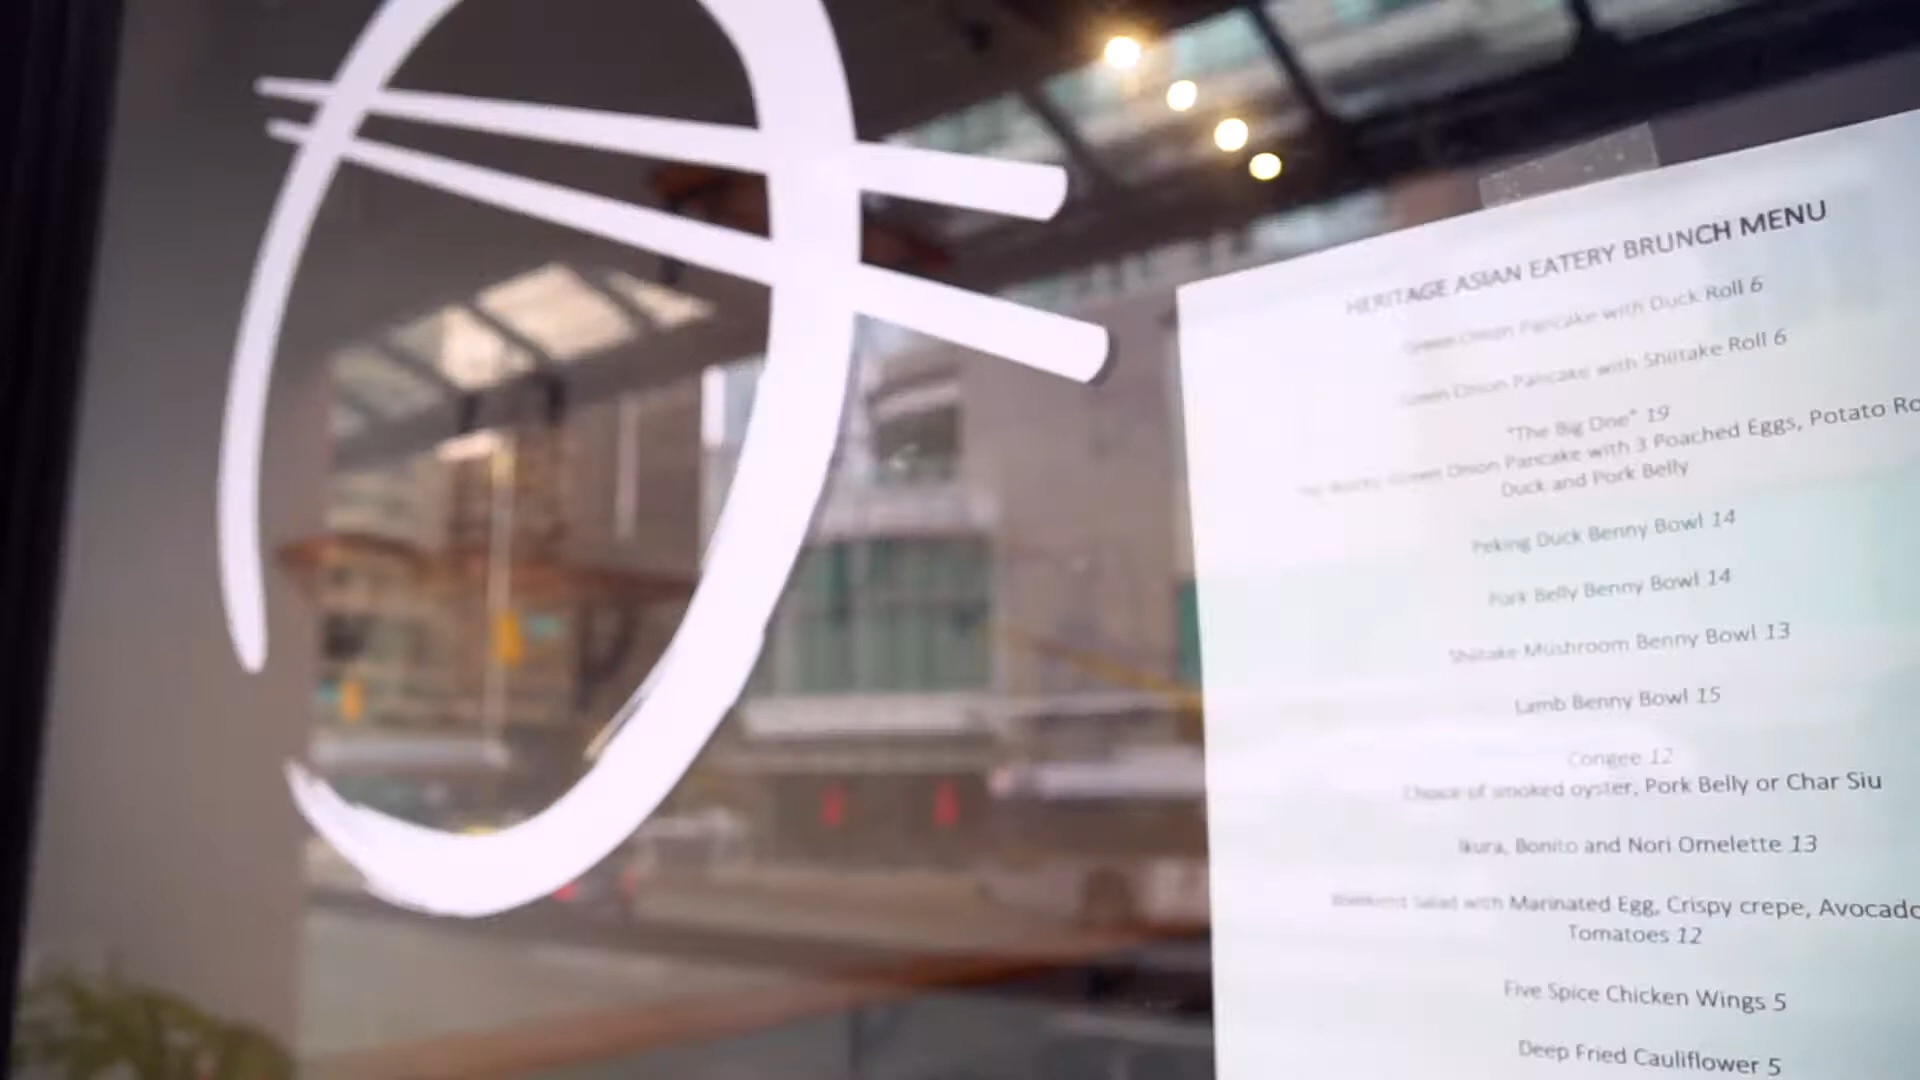 HERITAGE ASIAN EATERY BRUNCH MENU
Green Onion Pancake with Duck Roll 6
Green Onion Pancake with Shiitake Roll 6
"The Big One" 19
Green Onion Pancake with 3 Poached Eggs, Potato Ro
Duck and Pork Belly
Peking Duck Benny Bowl 14
Pork Belly Benny Bowl 14
Shiitake Mushroom Benny Bowl 13
Lamb Benny Bowl 15
Congee 12
Choice of smoked oyster, Pork Belly or Char Siu
Ikura, Bonito and Nori Omelette 13
Salad with Marinated Egg, Crispy crepe, Avocado
Tomatoes 12
Five Spice Chicken Wings 5
Deep Fried Cauliflower 5